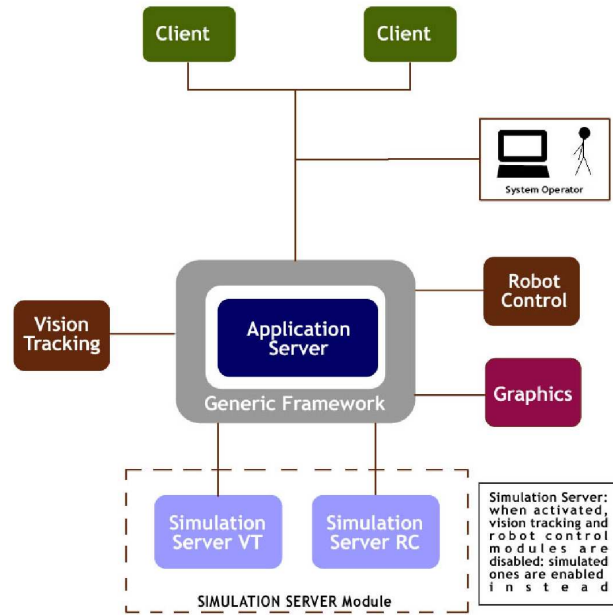 Client
Client
System Operator
Robot
Control
Vision
Tracking
Application
Server
Generic Framework
Graphics
Simulation
Server VT
Simulation
Server RC
SIMULATION SERVER Module
Simulation Server:
when activated,
vision tracking and
robot control
modules are
disabled; simulated
ones are enabled
instead